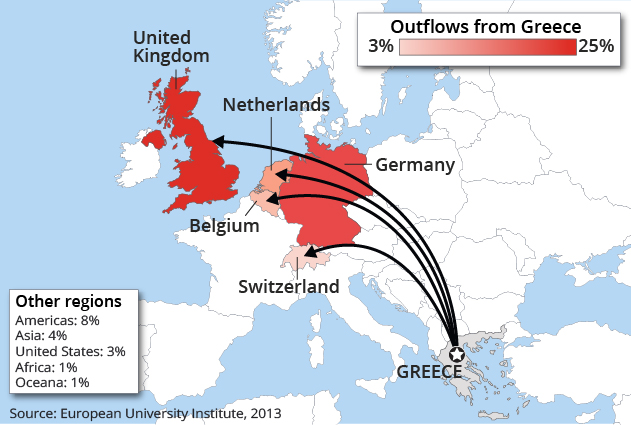 Outflows from Greece
3% 25%
United
Kingdom
Netherlands
Germany
Belgium
Switzerland
GREECE
Other regions
Americas: 8%
Asia: 4%
United States: 3%
Africa: 1%
Oceana: 1%
Source: European University Institute, 2013